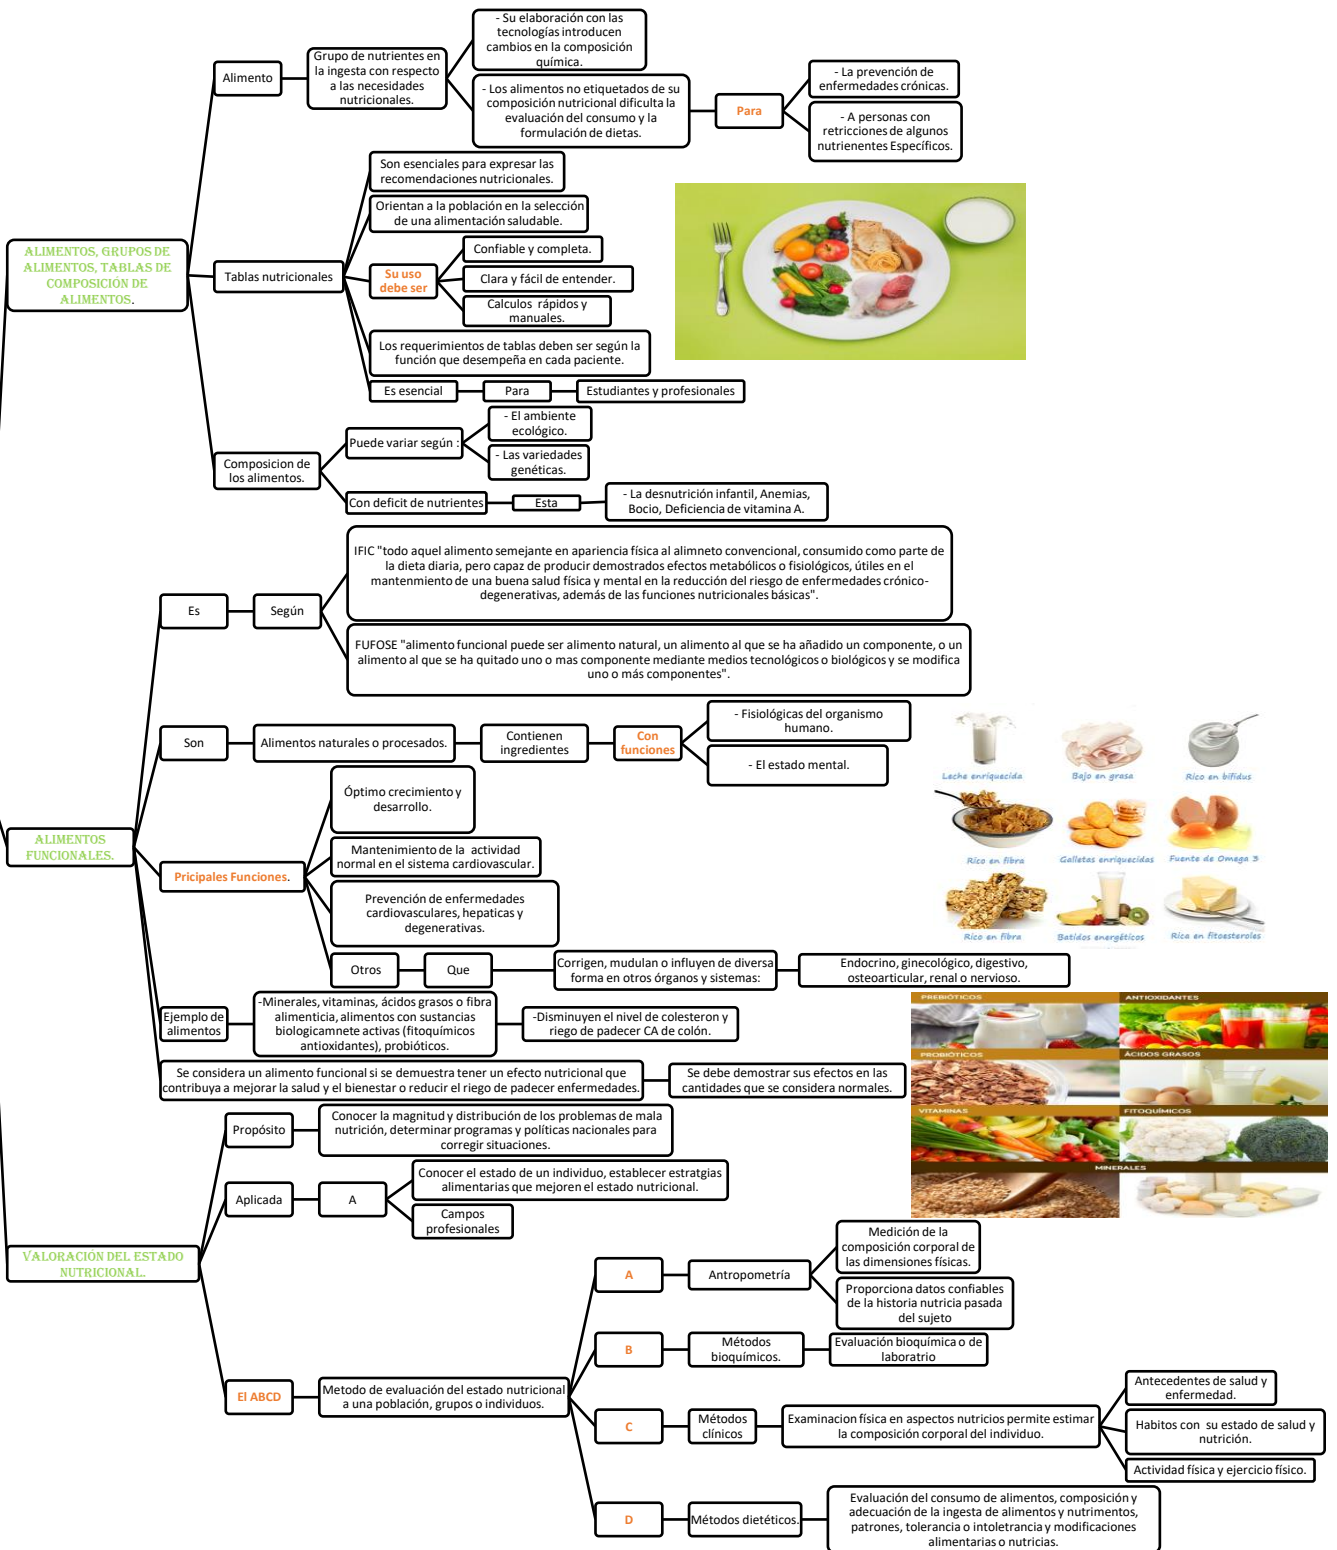 ALIMENTOS, GRUPOS DE
ALIMENTOS, TABLAS DE
COMPOSICIÓN DE
ALIMENTOS.
Alimento
Grupo de nutrientes en
la ingesta con respecto
a las necesidades
nutricionales.
- Su elaboración con las
tecnologías introducen
cambios en la composición
química.
- Los alimentos no etiquetados de su
composición nutricional dificulta la
evaluación del consumo y la
formulación de dietas.
Para
- La prevención de
enfermedades crónicas.
- A personas con
retricciones de algunos
nutrienentes Específicos.
Tablas nutricionales
Son esenciales para expresar las
recomendaciones nutricionales.
Orientan a la población en la selección
de una alimentación saludable.
Su uso
debe ser
Confiable y completa.
Clara y fácil de entender.
Calculos  rápidos y
manuales.
Los requerimientos de tablas deben ser según la
función que desempeña en cada paciente.
Es esencial
Para
Estudiantes y profesionales
Composicion de
los alimentos.
Puede variar según :
- El ambiente
ecológico.
- Las variedades
genéticas.
Con deficit de nutrientes
Esta
- La desnutrición infantil, Anemias,
Bocio, Deficiencia de vitamina A.
ALIMENTOS
FUNCIONALES.
Es
Según
IFIC "todo aquel alimento semejante en apariencia física al alimneto convencional, consumido como parte de
la dieta diaria, pero capaz de producir demostrados efectos metabólicos o fisiológicos, útiles en el
mantenmiento de una buena salud física y mental en la reducción del riesgo de enfermedades crónico-
degenerativas, además de las funciones nutricionales básicas".
FUFOSE "alimento funcional puede ser alimento natural, un alimento al que se ha añadido un componente, o un
alimento al que se ha quitado uno o mas componente mediante medios tecnológicos o biológicos y se modifica
uno o más componentes".
Son
Alimentos naturales o procesados.
Contienen
ingredientes
Con
funciones
- Fisiológicas del organismo
humano.
- El estado mental.
Pricipales Funciones.
Óptimo crecimiento y
desarrollo.
Mantenimiento de la  actividad
normal en el sistema cardiovascular.
Prevención de enfermedades
cardiovasculares, hepaticas y
degenerativas.
Otros
Que
Corrigen, mudulan o influyen de diversa
forma en otros órganos y sistemas:
Endocrino, ginecológico, digestivo,
osteoarticular, renal o nervioso.
Ejemplo de
alimentos
-Minerales, vitaminas, ácidos grasos o fibra
alimenticia, alimentos con sustancias
biologicamnete activas (fitoquímicos
antioxidantes), probióticos.
-Disminuyen el nivel de colesteron y
riego de padecer CA de colón.
Se considera un alimento funcional si se demuestra tener un efecto nutricional que
contribuya a mejorar la salud y el bienestar o reducir el riego de padecer enfermedades.
Se debe demostrar sus efectos en las
cantidades que se considera normales.
Leche enriquecida
Bajo en grasa
Rico en bífidus
Rico en fibra
Galletas enriquecidas
Fuente de Omega 3
Rico en fibra
Batidos energéticos
Rica en fitoesteroles
PREBIÓTICOS
ANTIOXIDANTES
PROBIÓTICOS
ÁCIDOS GRASOS
VITAMINAS
FITOQUÍMICOS
MINERALES
VALORACIÓN DEL ESTADO
NUTRICIONAL.
Propósito
Conocer la magnitud y distribución de los problemas de mala
nutrición, determinar programas y políticas nacionales para
corregir situaciones.
Aplicada
A
Conocer el estado de un individuo, establecer estratgias
alimentarias que mejoren el estado nutricional.
Campos
profesionales
El ABCD
Metodo de evaluación del estado nutricional
a una población, grupos o individuos.
A
Antropometría
Medición de la
composición corporal de
las dimensiones físicas.
Proporciona datos confiables
de la historia nutricia pasada
del sujeto
B
Métodos
bioquímicos.
Evaluación bioquímica o de
laboratrio
C
Métodos
clínicos
Examinacion física en aspectos nutricios permite estimar
la composición corporal del individuo.
Antecedentes de salud y
enfermedad.
Habitos con  su estado de salud y
nutrición.
Actividad física y ejercicio físico.
D
Métodos dietéticos.
Evaluación del consumo de alimentos, composición y
adecuación de la ingesta de alimentos y nutrimentos,
patrones, tolerancia o intoletrancia y modificaciones
alimentarias o nutricias.